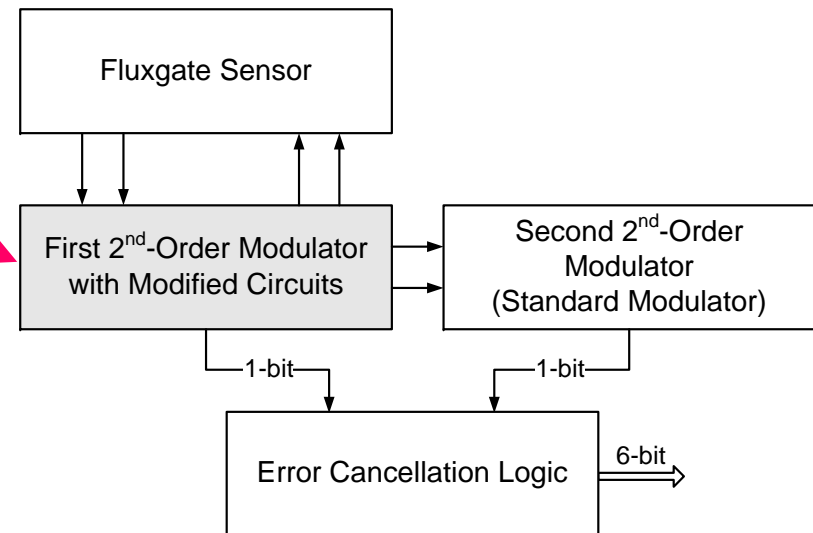 Fluxgate Sensor
First 2nd-Order Modulator
with Modified Circuits
Second 2nd-Order
Modulator
(Standard Modulator)
1-bit
1-bit
Error Cancellation Logic
6-bit